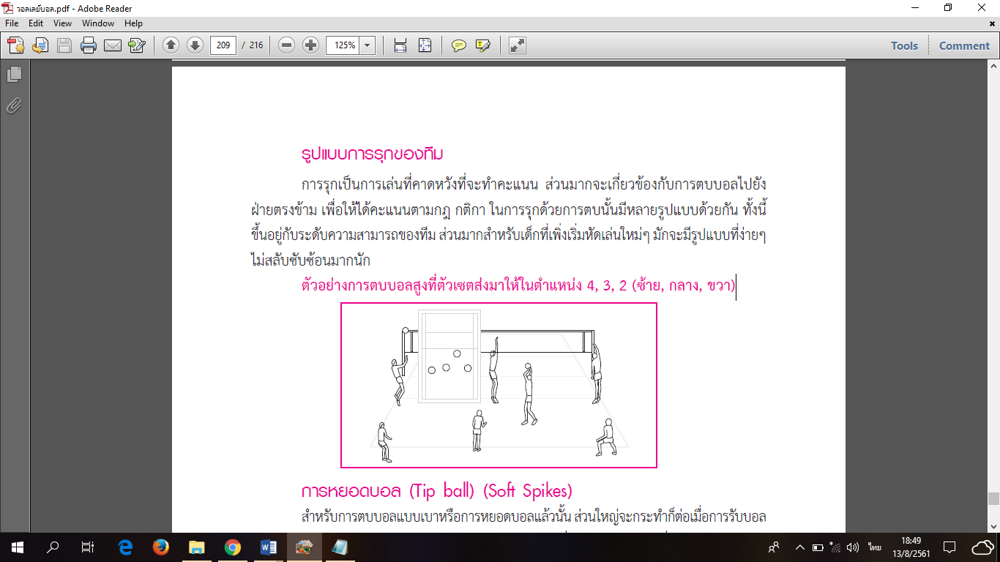 วอลเลย์บอล.pdf - Adobe Reader
File Edit View Window Help
209 / 216 125% Tools Comment
รูปแบบการรุกของทีม
การรุกเป็นการเล่นที่คาดหวังที่จะทำคะแนน ส่วนมากจะเกี่ยวข้องกับการตบบอลไปยัง
ฝ่ายตรงข้าม เพื่อให้ได้คะแนนตามกฎ กติกา ในการรุกด้วยการตบนั้นมีหลายรูปแบบด้วยกัน ทั้งนี้
ขึ้นอยู่กับระดับความสามารถของทีม ส่วนมากสำหรับเด็กที่เพิ่งเริ่มหัดเล่นใหม่ๆ มักจะมีรูปแบบที่ง่ายๆ
ไม่สลับซับซ้อนมากนัก
ตัวอย่างการตบบอลสูงที่ตัวเซตส่งมาให้ในตำแหน่ง 4, 3, 2 (ซ้าย, กลาง, ขวา)
การหยอดบอล (Tip ball) (Soft Spikes)
สำหรับการตบบอลแบบเบาหรือการหยอดบอลแล้วนั้น ส่วนใหญ่จะกระทำก็ต่อเมื่อการรับบอล
ไทย 18:49
13/8/2561